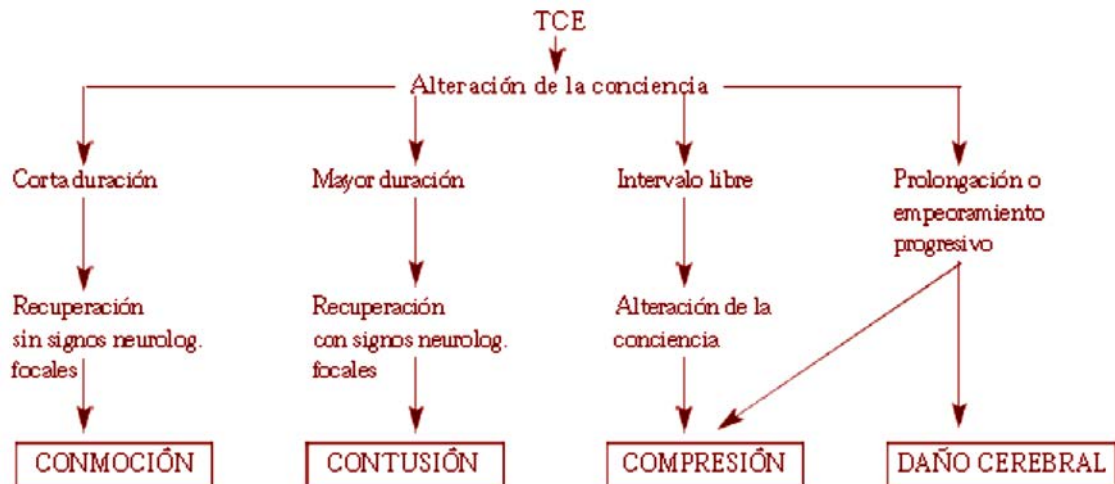 TCE
Alteración de la conciencia
Corta duración
Mayor duración
Intervalo libre
Prolongación o
empeoramiento
progresivo
Recuperación
sin signos neurolog.
focales
Recuperación
con signos neurolog.
focales
Alteración de la
conciencia
CONMOCIÓN
CONTUSIÓN
COMPRESIÓN
DAÑO CEREBRAL